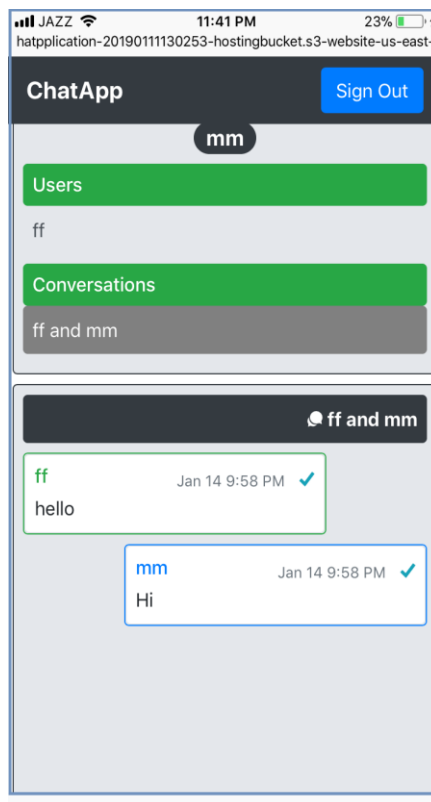 JAZZ 11:41 PM 23%
hatpplication-20190111130253-hostingbucket.s3-website-us-east-
ChatApp Sign Out
mm
Users
ff
Conversations
ff and mm
ff and mm
ff Jan 14 9:58 PM
hello
mm Jan 14 9:58 PM
Hi